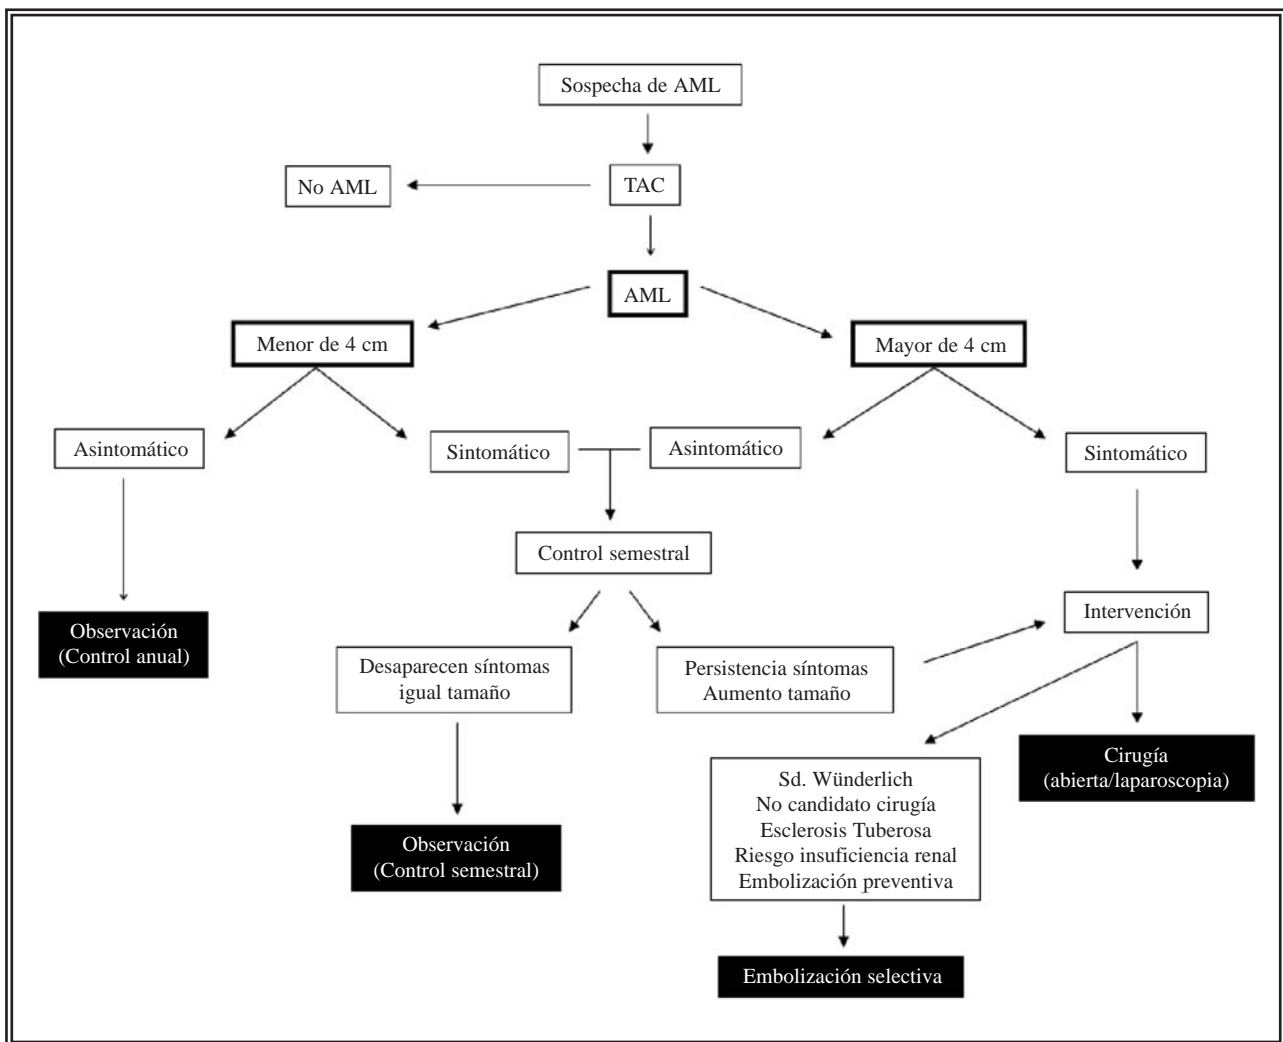 Sospecha de AML
No AML
TAC
AML
Menor de 4 cm
Mayor de 4 cm
Asintomático
Sintomático
Asintomático
Sintomático
Control semestral
Observación
(Control anual)
Intervención
Desaparecen síntomas
igual tamaño
Persistencia síntomas
Aumento tamaño
Cirugía
(abierta/laparoscopia)
Sd. Wünderlich
No candidato cirugía
Esclerosis Tuberosa
Riesgo insuficiencia renal
Embolización preventiva
Observación
(Control semestral)
Embolización selectiva